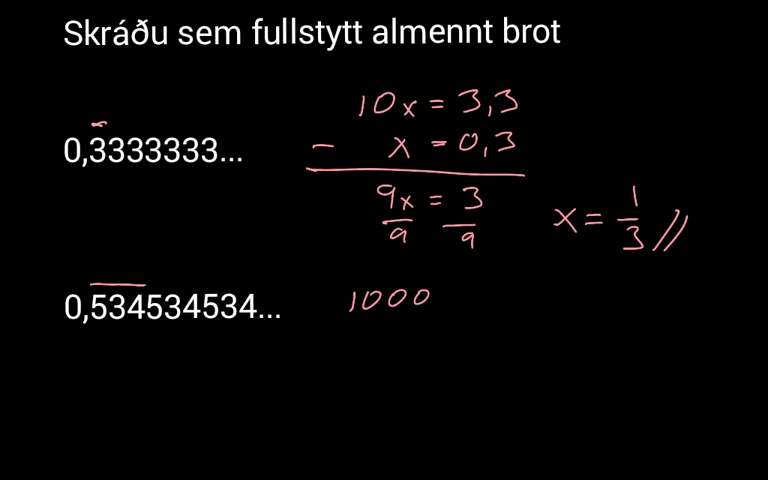 Skráðu sem fullstytt almennt brot
10x = 3,3
0,3333333...
- x = 0,3
9x = 3
9 9
x = 1/3 //
0,534534534... 1000